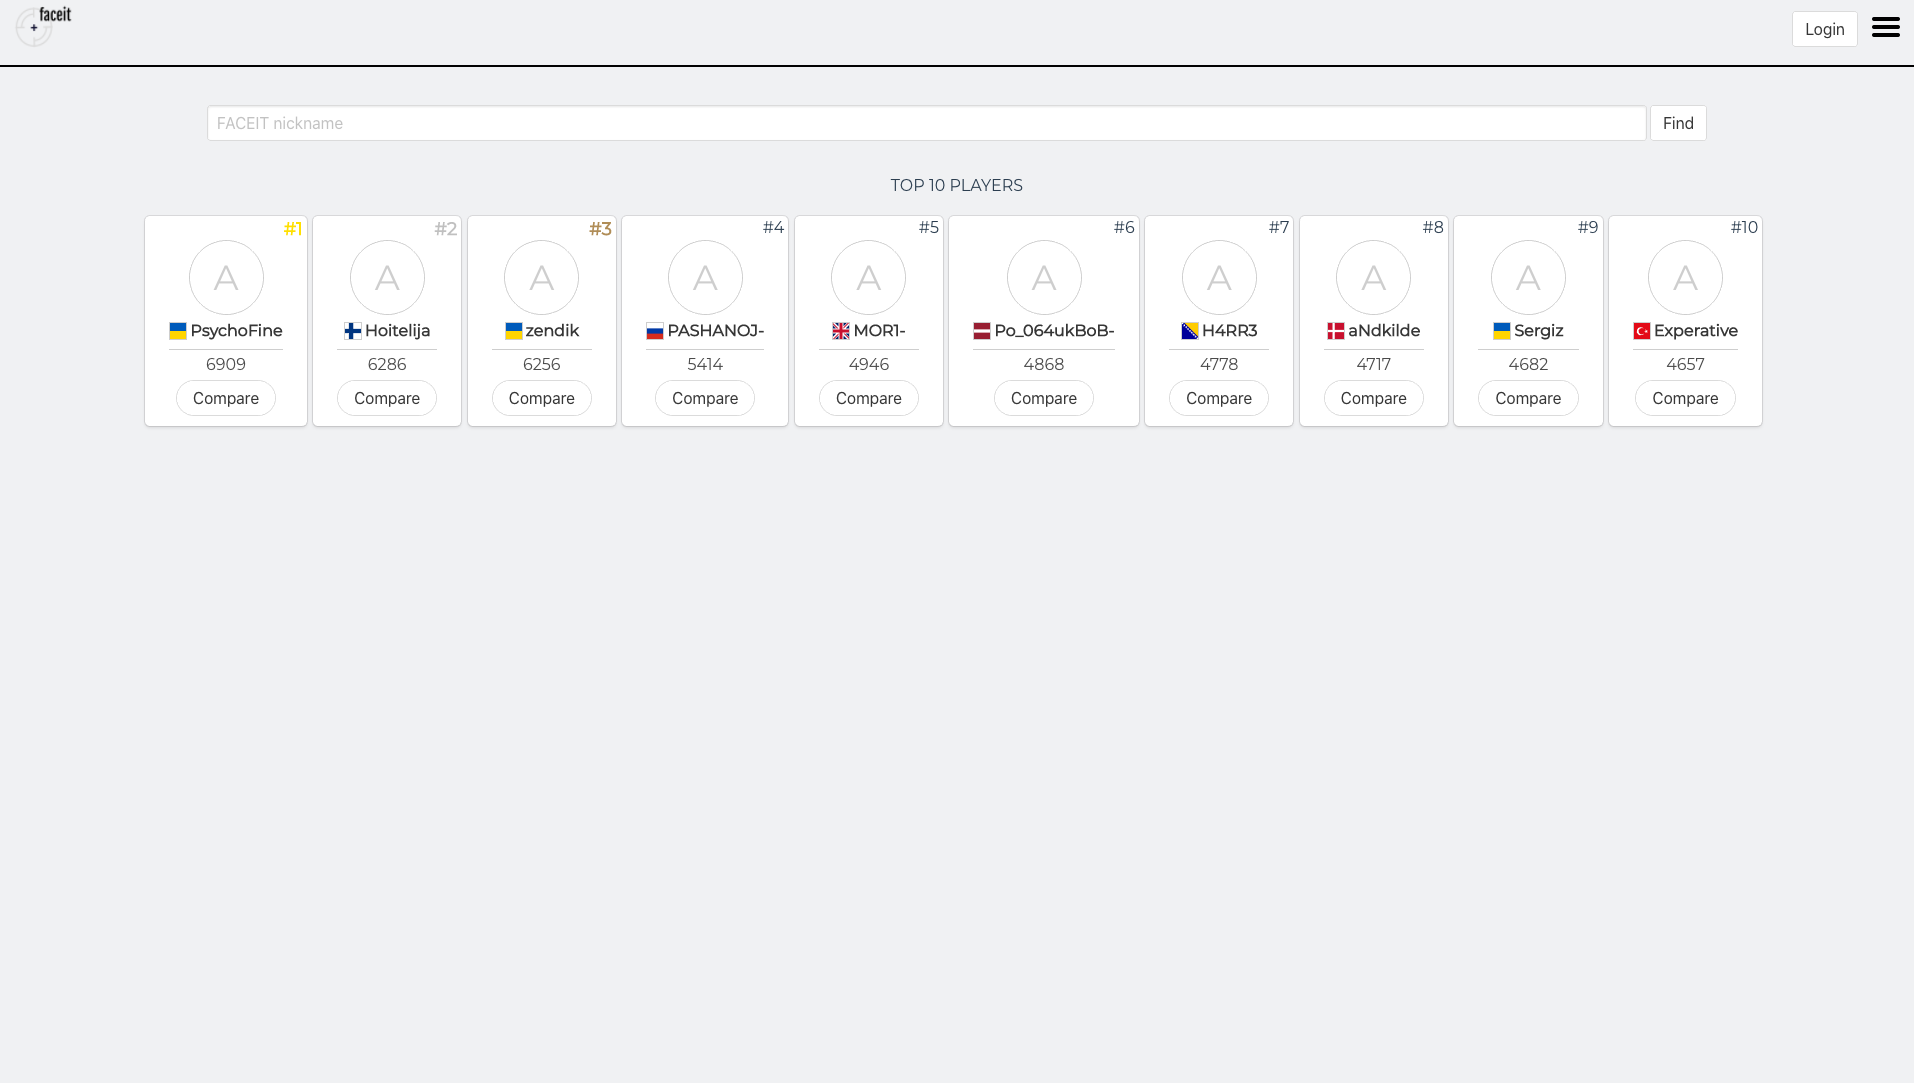 faceit
Login
FACEIT nickname
Find
TOP 10 PLAYERS
#1
A
PsychoFine
6909
Compare
#2
A
Hoitelija
6286
Compare
#3
A
zendik
6256
Compare
#4
A
PASHANOJ-
5414
Compare
#5
A
MOR1-
4946
Compare
#6
A
Po_064ukBoB-
4868
Compare
#7
A
H4RR3
4778
Compare
#8
A
aNdkilde
4717
Compare
#9
A
Sergiz
4682
Compare
#10
A
Experative
4657
Compare